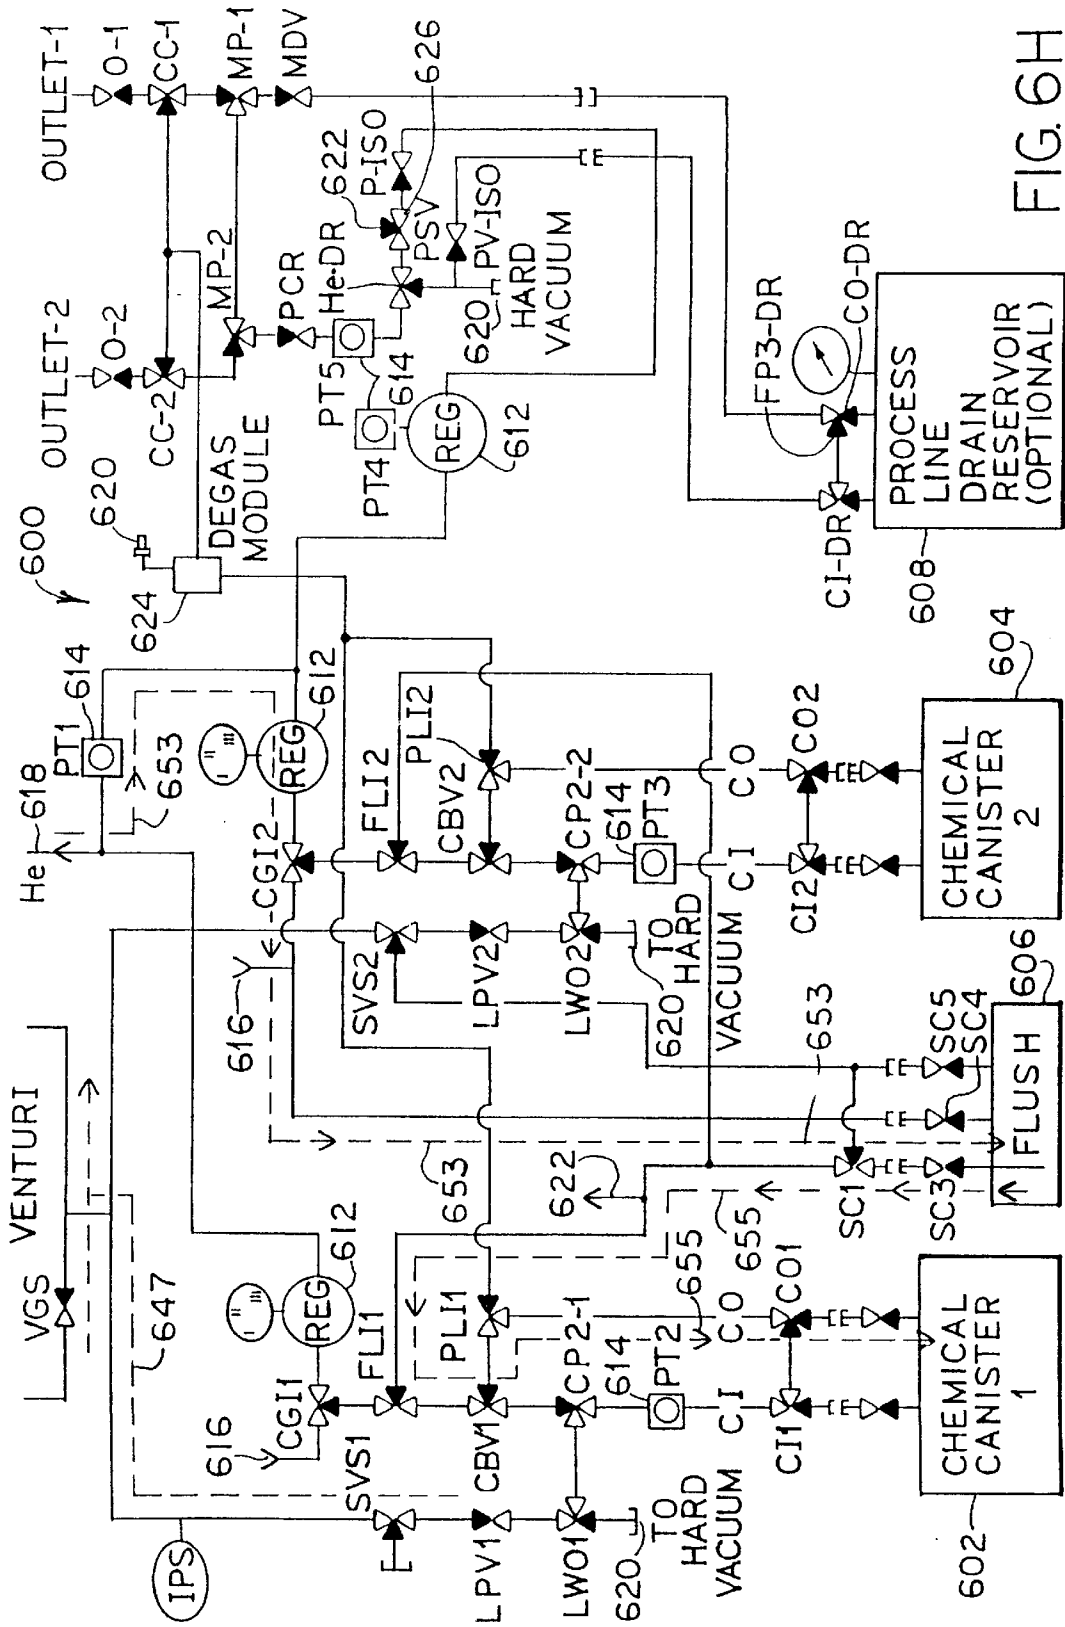 OUTLET-1
O-1
CC-1
MP-1
MDV
OUTLET-2
O-2
CC-2
MP-2
PCR
He-DR
622
P-ISO
626
PSV
PV-ISO
620
HARD
VACUUM
PT5
614
PT4
REG
612
FIG. 6H
600
620
624
DEGAS
MODULE
FP3-DR
CO-DR
CI-DR
608
PROCESS
LINE
DRAIN
RESERVOIR
(OPTIONAL)
He
618
PT1
614
653
I II III
REG
612
CGI2
FLI2
PLI2
CBV2
CP2-2
614
PT3
SVS2
LPV2
LWO2
620
TO
HARD
VACUUM
CI
CO
CI2
CO2
604
CHEMICAL
CANISTER
2
616
653
653
SC5
SC4
606
FLUSH
SC1
SC3
622
655
655
VENTURI
VGS
647
I II III
REG
612
616
CGI1
FLI1
PLI1
CBV1
CP2-1
614
PT2
IPS
SVS1
LPV1
LWO1
620
TO
HARD
VACUUM
CI
CO
CI1
CO1
602
CHEMICAL
CANISTER
1